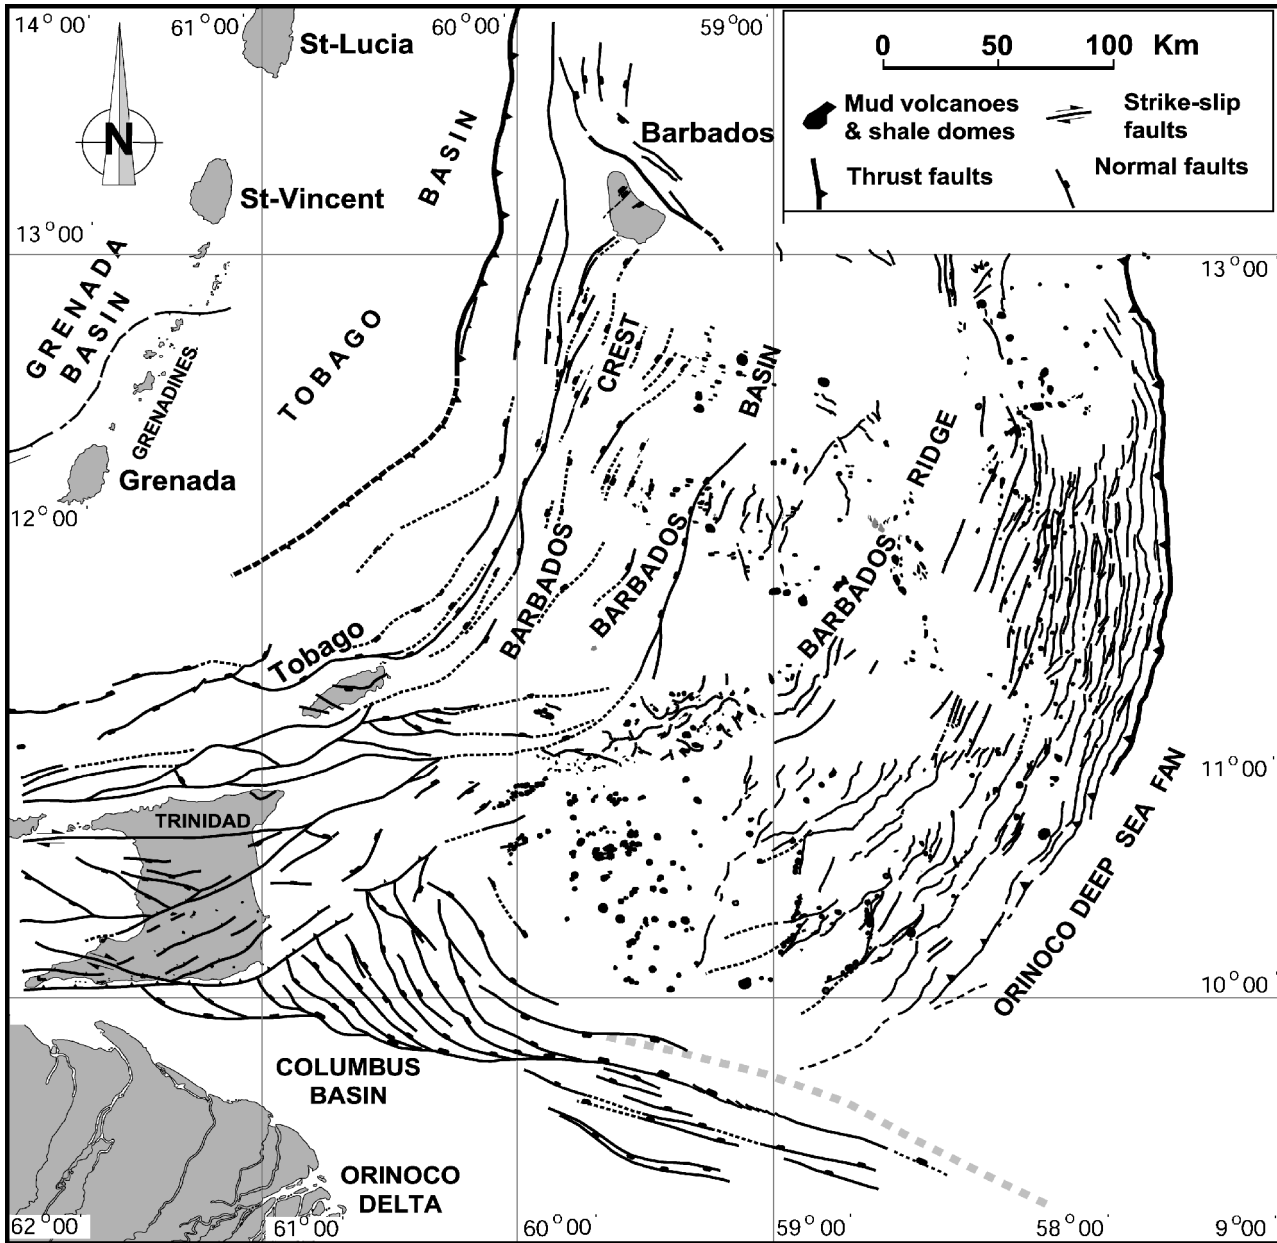 14°00'
61°00'
60°00'
59°00'
St-Lucia
0 50 100 Km
Mud volcanoes
& shale domes
Strike-slip
faults
Thrust faults
Normal faults
N
Barbados
St-Vincent
13°00'
13°00'
GRENADA
BASIN
TOBAGO
BASIN
GRENADINES
Grenada
12°00'
BARBADOS
CREST
BARBADOS
BASIN
BARBADOS
RIDGE
Tobago
11°00'
TRINIDAD
ORINOCO DEEP SEA FAN
10°00'
COLUMBUS
BASIN
ORINOCO
DELTA
62°00'
61°00'
60°00'
59°00'
58°00'
9°00'